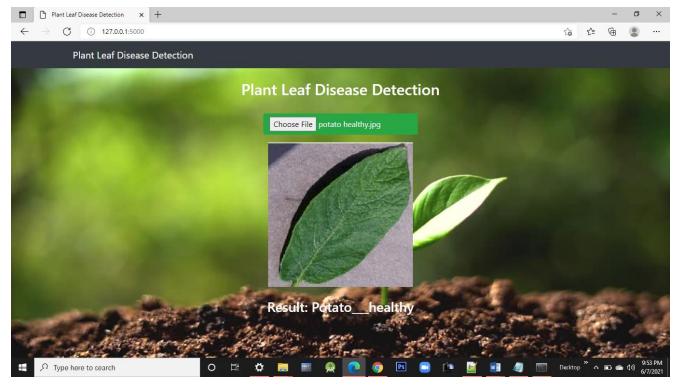 Plant Leaf Disease Detection
127.0.0.1:5000
Plant Leaf Disease Detection
Plant Leaf Disease Detection
Choose File potato healthy.jpg
Result: Potato___healthy
Type here to search
Desktop
9:53 PM
6/7/2021